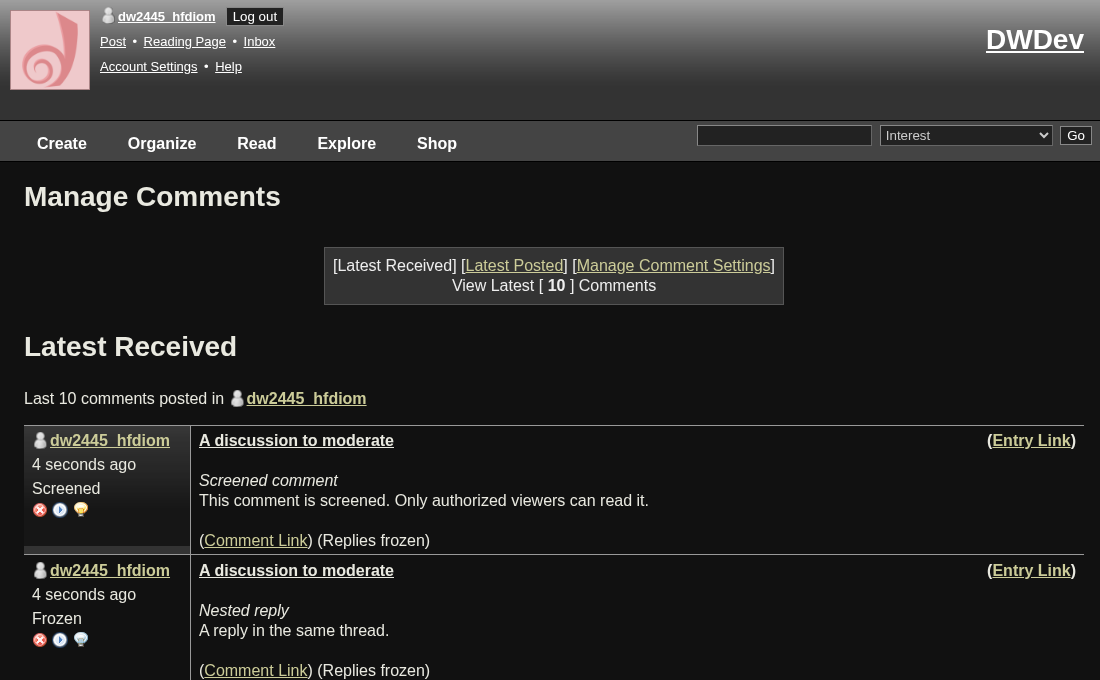 dw2445_hfdiom Log out
Post • Reading Page • Inbox
Account Settings • Help
DWDev
Create Organize Read Explore Shop
Interest Go
Manage Comments
[Latest Received] [Latest Posted] [Manage Comment Settings]
View Latest [ 10 ] Comments
Latest Received
Last 10 comments posted in dw2445_hfdiom
dw2445_hfdiom
4 seconds ago
Screened
A discussion to moderate (Entry Link)
Screened comment
This comment is screened. Only authorized viewers can read it.
(Comment Link) (Replies frozen)
dw2445_hfdiom
4 seconds ago
Frozen
A discussion to moderate (Entry Link)
Nested reply
A reply in the same thread.
(Comment Link) (Replies frozen)